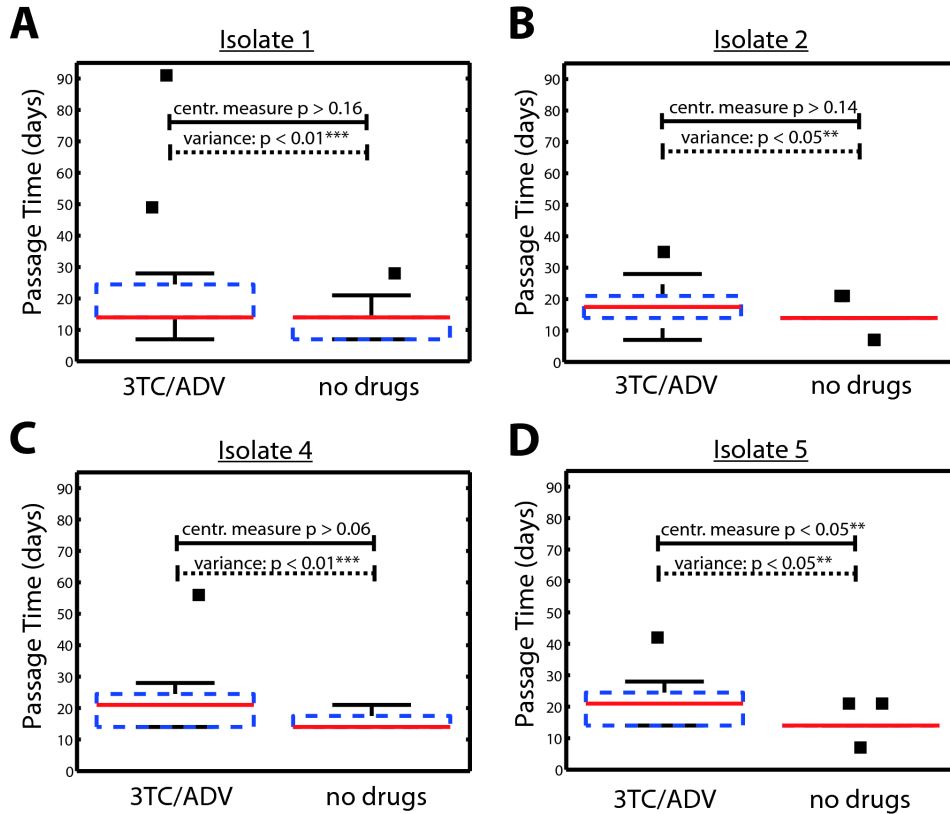 A
Isolate 1
Passage Time (days)
90
80
70
60
50
40
30
20
10
0
centr. measure p > 0.16
variance: p < 0.01***
3TC/ADV no drugs
B
Isolate 2
Passage Time (days)
90
80
70
60
50
40
30
20
10
0
centr. measure p > 0.14
variance: p < 0.05**
3TC/ADV no drugs
C
Isolate 4
Passage Time (days)
90
80
70
60
50
40
30
20
10
0
centr. measure p > 0.06
variance: p < 0.01***
3TC/ADV no drugs
D
Isolate 5
Passage Time (days)
90
80
70
60
50
40
30
20
10
0
centr. measure p < 0.05**
variance: p < 0.05**
3TC/ADV no drugs